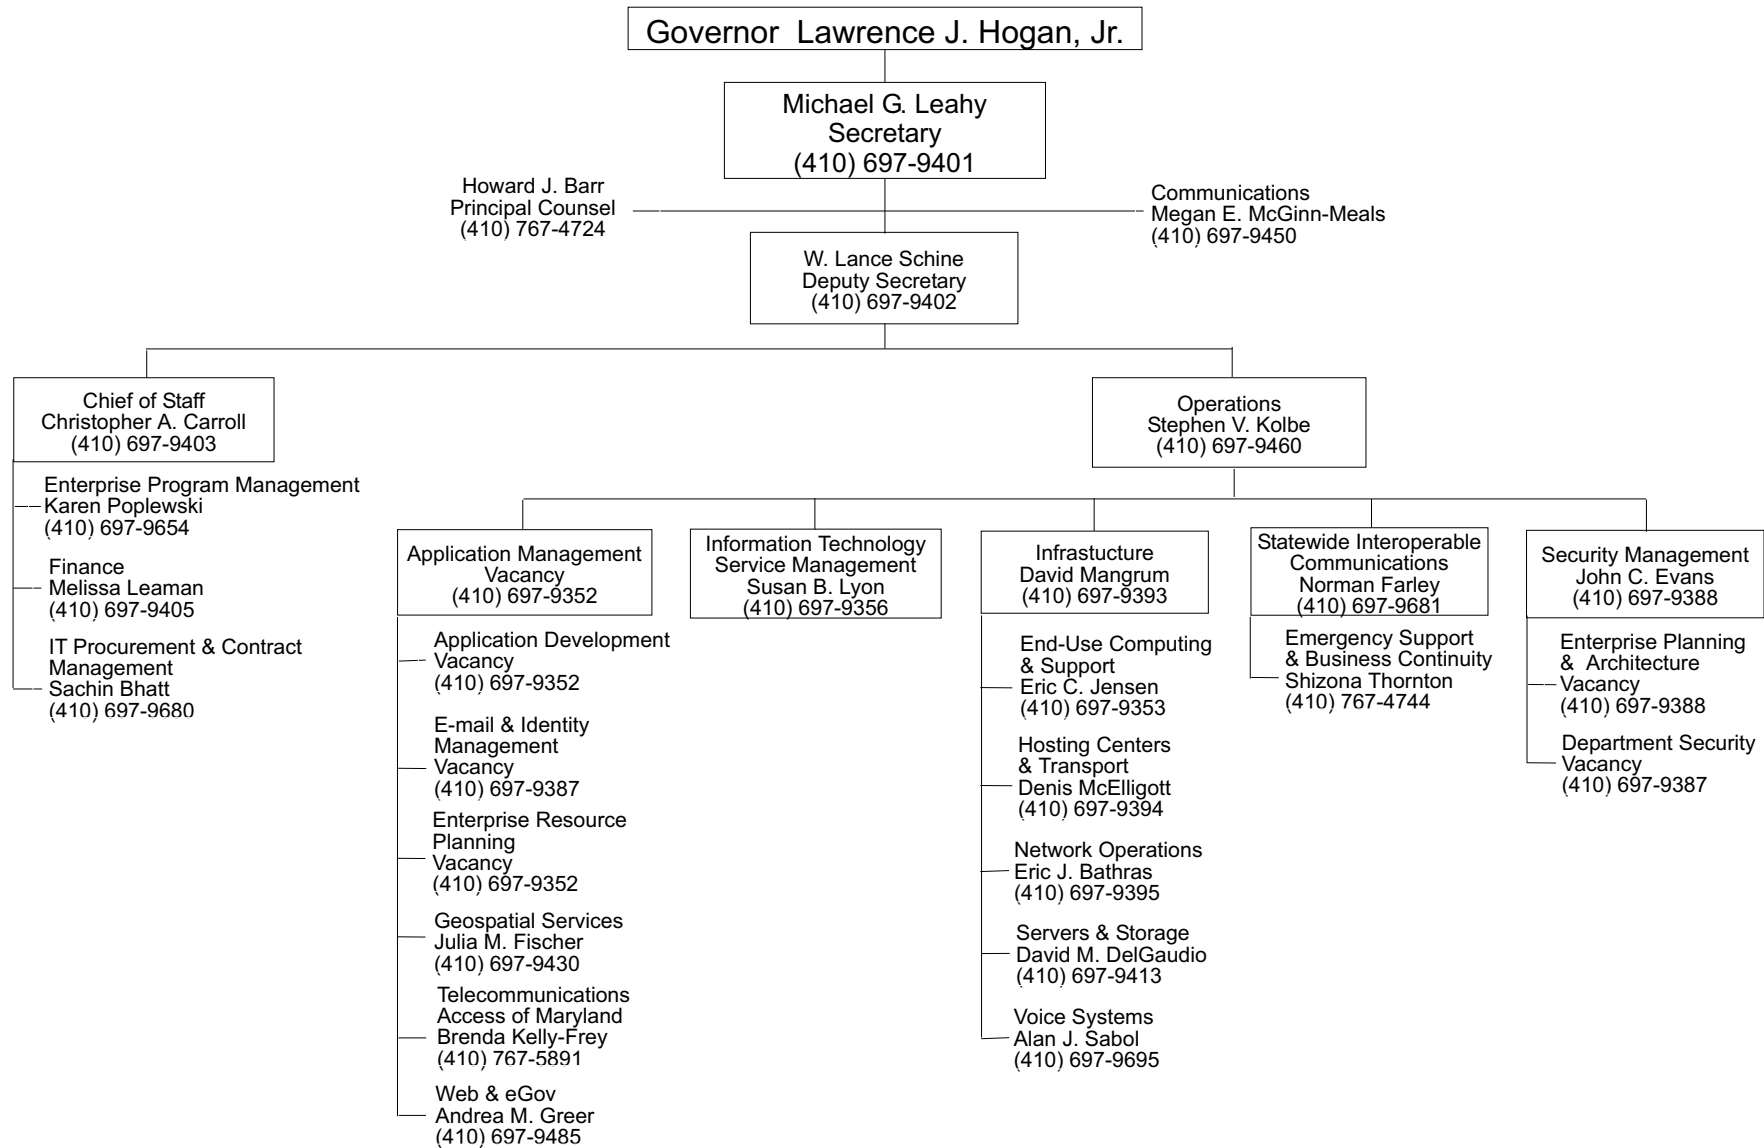 Governor Lawrence J. Hogan, Jr.
Michael G. Leahy
Secretary
(410) 697-9401
Howard J. Barr
Principal Counsel
(410) 767-4724
Communications
Megan E. McGinn-Meals
(410) 697-9450
W. Lance Schine
Deputy Secretary
(410) 697-9402
Chief of Staff
Christopher A. Carroll
(410) 697-9403
Enterprise Program Management
Karen Poplewski
(410) 697-9654
Finance
Melissa Leaman
(410) 697-9405
IT Procurement & Contract
Management
Sachin Bhatt
(410) 697-9680
Operations
Stephen V. Kolbe
(410) 697-9460
Application Management
Vacancy
(410) 697-9352
Application Development
Vacancy
(410) 697-9352
E-mail & Identity
Management
Vacancy
(410) 697-9387
Enterprise Resource
Planning
Vacancy
(410) 697-9352
Geospatial Services
Julia M. Fischer
(410) 697-9430
Telecommunications
Access of Maryland
Brenda Kelly-Frey
(410) 767-5891
Web & eGov
Andrea M. Greer
(410) 697-9485
Information Technology
Service Management
Susan B. Lyon
(410) 697-9356
Infrastucture
David Mangrum
(410) 697-9393
End-Use Computing
& Support
Eric C. Jensen
(410) 697-9353
Hosting Centers
& Transport
Denis McElligott
(410) 697-9394
Network Operations
Eric J. Bathras
(410) 697-9395
Servers & Storage
David M. DelGaudio
(410) 697-9413
Voice Systems
Alan J. Sabol
(410) 697-9695
Statewide Interoperable
Communications
Norman Farley
(410) 697-9681
Emergency Support
& Business Continuity
Shizona Thornton
(410) 767-4744
Security Management
John C. Evans
(410) 697-9388
Enterprise Planning
& Architecture
Vacancy
(410) 697-9388
Department Security
Vacancy
(410) 697-9387